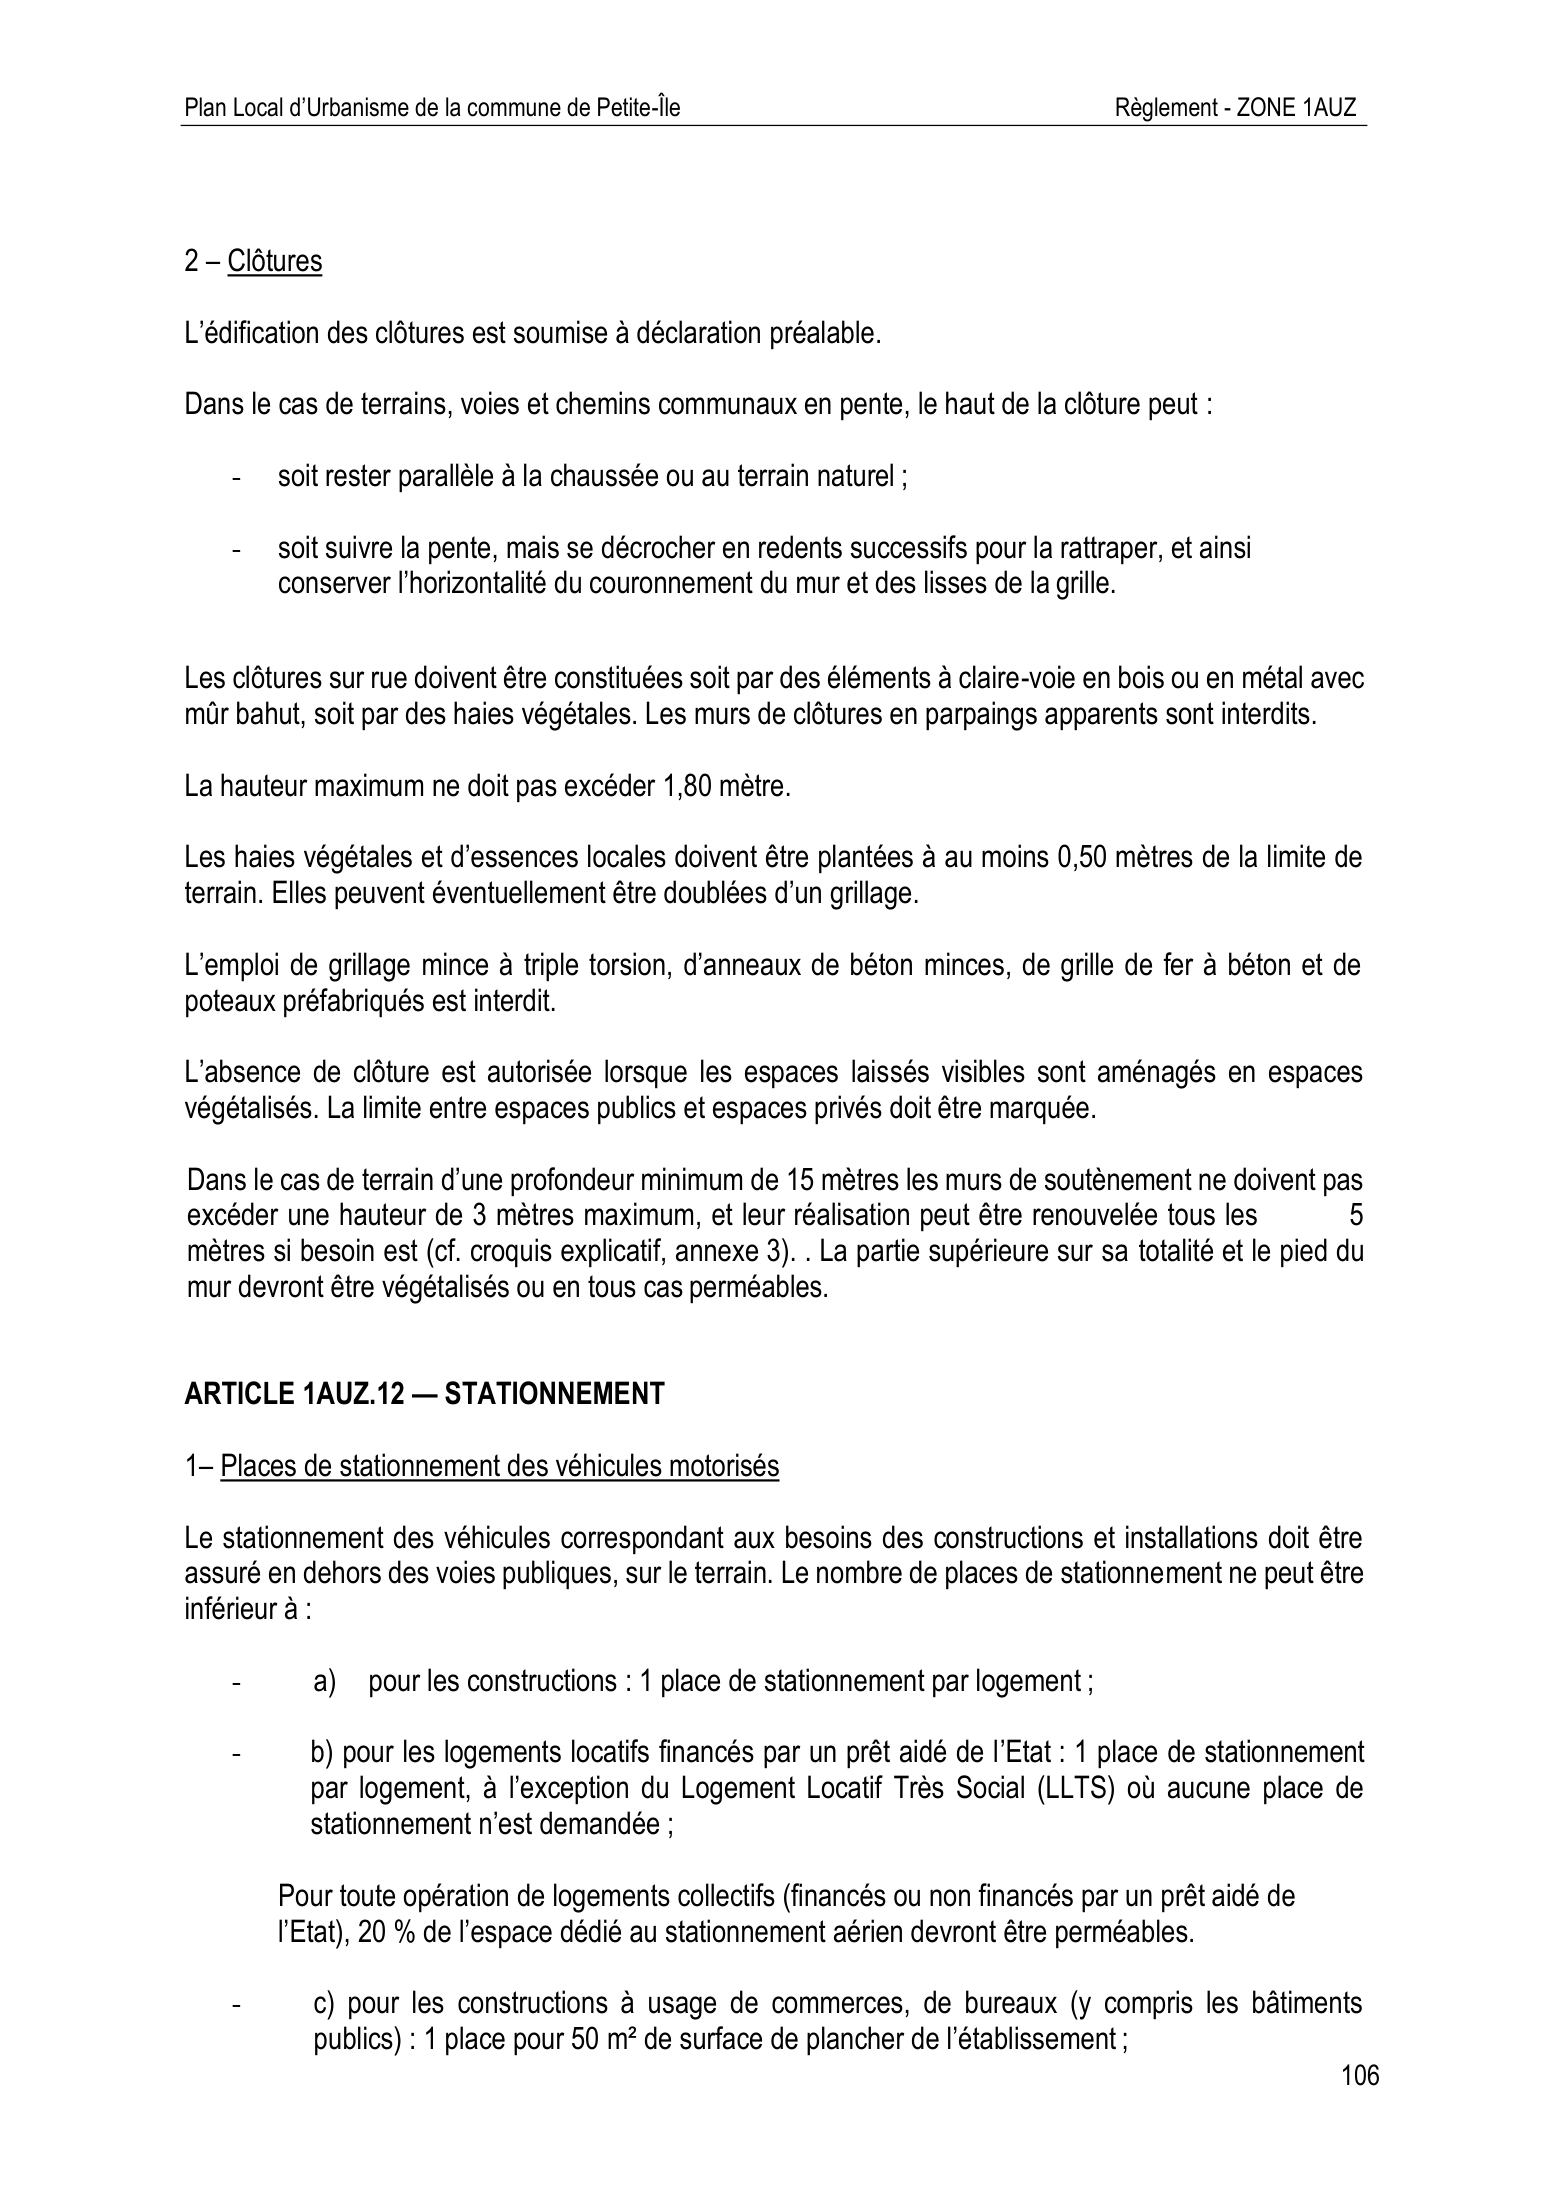 Plan Local d’Urbanisme de la commune de Petite-Île Règlement - ZONE 1AUZ
2 – Clôtures
L’édification des clôtures est soumise à déclaration préalable.
Dans le cas de terrains, voies et chemins communaux en pente, le haut de la clôture peut :
- soit rester parallèle à la chaussée ou au terrain naturel ;
- soit suivre la pente, mais se décrocher en redents successifs pour la rattraper, et ainsi
conserver l’horizontalité du couronnement du mur et des lisses de la grille.
Les clôtures sur rue doivent être constituées soit par des éléments à claire-voie en bois ou en métal avec
mûr bahut, soit par des haies végétales. Les murs de clôtures en parpaings apparents sont interdits.
La hauteur maximum ne doit pas excéder 1,80 mètre.
Les haies végétales et d’essences locales doivent être plantées à au moins 0,50 mètres de la limite de
terrain. Elles peuvent éventuellement être doublées d’un grillage.
L’emploi de grillage mince à triple torsion, d’anneaux de béton minces, de grille de fer à béton et de
poteaux préfabriqués est interdit.
L’absence de clôture est autorisée lorsque les espaces laissés visibles sont aménagés en espaces
végétalisés. La limite entre espaces publics et espaces privés doit être marquée.
Dans le cas de terrain d’une profondeur minimum de 15 mètres les murs de soutènement ne doivent pas
excéder une hauteur de 3 mètres maximum, et leur réalisation peut être renouvelée tous les 5
mètres si besoin est (cf. croquis explicatif, annexe 3). . La partie supérieure sur sa totalité et le pied du
mur devront être végétalisés ou en tous cas perméables.
ARTICLE 1AUZ.12 — STATIONNEMENT
1– Places de stationnement des véhicules motorisés
Le stationnement des véhicules correspondant aux besoins des constructions et installations doit être
assuré en dehors des voies publiques, sur le terrain. Le nombre de places de stationnement ne peut être
inférieur à :
- a) pour les constructions : 1 place de stationnement par logement ;
- b) pour les logements locatifs financés par un prêt aidé de l’Etat : 1 place de stationnement
par logement, à l’exception du Logement Locatif Très Social (LLTS) où aucune place de
stationnement n’est demandée ;
Pour toute opération de logements collectifs (financés ou non financés par un prêt aidé de
l’Etat), 20 % de l’espace dédié au stationnement aérien devront être perméables.
- c) pour les constructions à usage de commerces, de bureaux (y compris les bâtiments
publics) : 1 place pour 50 m² de surface de plancher de l’établissement ;
106